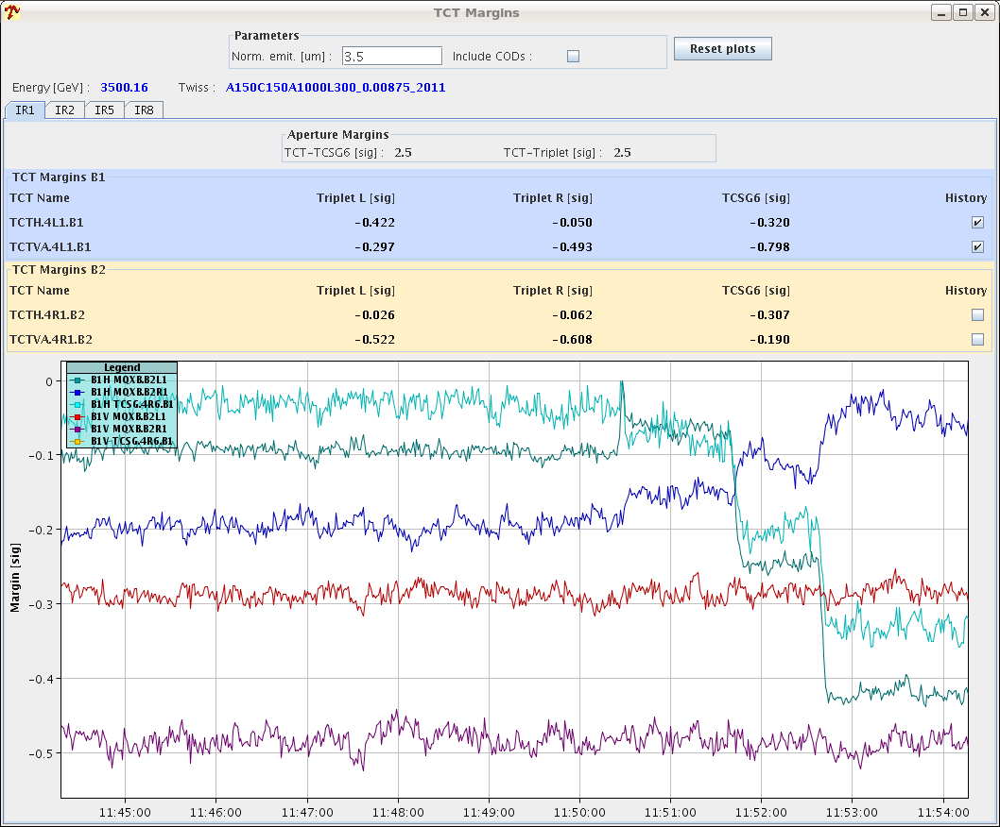 TCT Margins
Parameters
Norm. emit. [um] : 3.5 Include CODs : Reset plots
Energy [GeV] : 3500.16 Twiss : A150C150A1000L300_0.00875_2011
IR1 IR2 IR5 IR8
Aperture Margins
TCT-TCSG6 [sig] : 2.5 TCT-Triplet [sig] : 2.5
TCT Margins B1
TCT Name Triplet L [sig] Triplet R [sig] TCSG6 [sig] History
TCTH.4L1.B1 -0.422 -0.050 -0.320
TCTVA.4L1.B1 -0.297 -0.493 -0.798
TCT Margins B2
TCT Name Triplet L [sig] Triplet R [sig] TCSG6 [sig] History
TCTH.4R1.B2 -0.026 -0.062 -0.307
TCTVA.4R1.B2 -0.522 -0.608 -0.190
Legend
B1H MQXB.B2L1
B1H MQXB.B2R1
B1H TCSG.4R6.B1
B1V MQXB.B2L1
B1V MQXB.B2R1
B1V TCSG.4R6.B1
Margin [sig]
0
-0.1
-0.2
-0.3
-0.4
-0.5
11:45:00 11:46:00 11:47:00 11:48:00 11:49:00 11:50:00 11:51:00 11:52:00 11:53:00 11:54:00